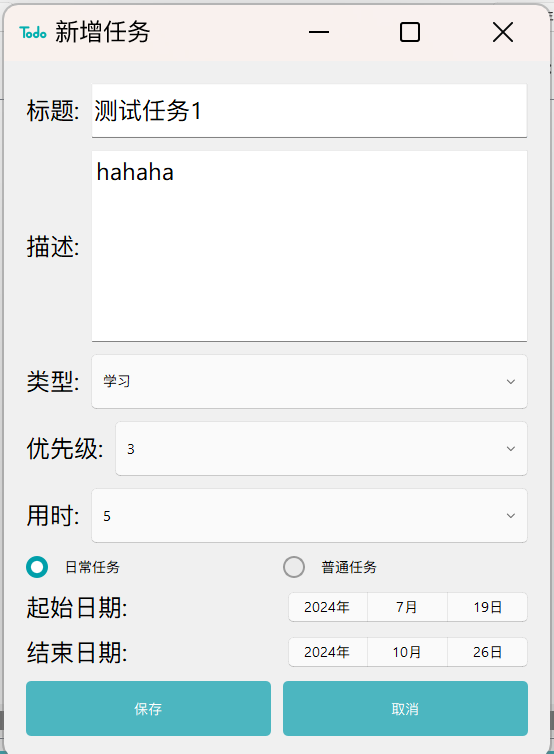 Todo 新增任务
标题: 测试任务1
hahaha
描述:
类型: 学习
优先级: 3
用时: 5
日常任务 普通任务
起始日期: 2024年 7月 19日
结束日期: 2024年 10月 26日
保存 取消